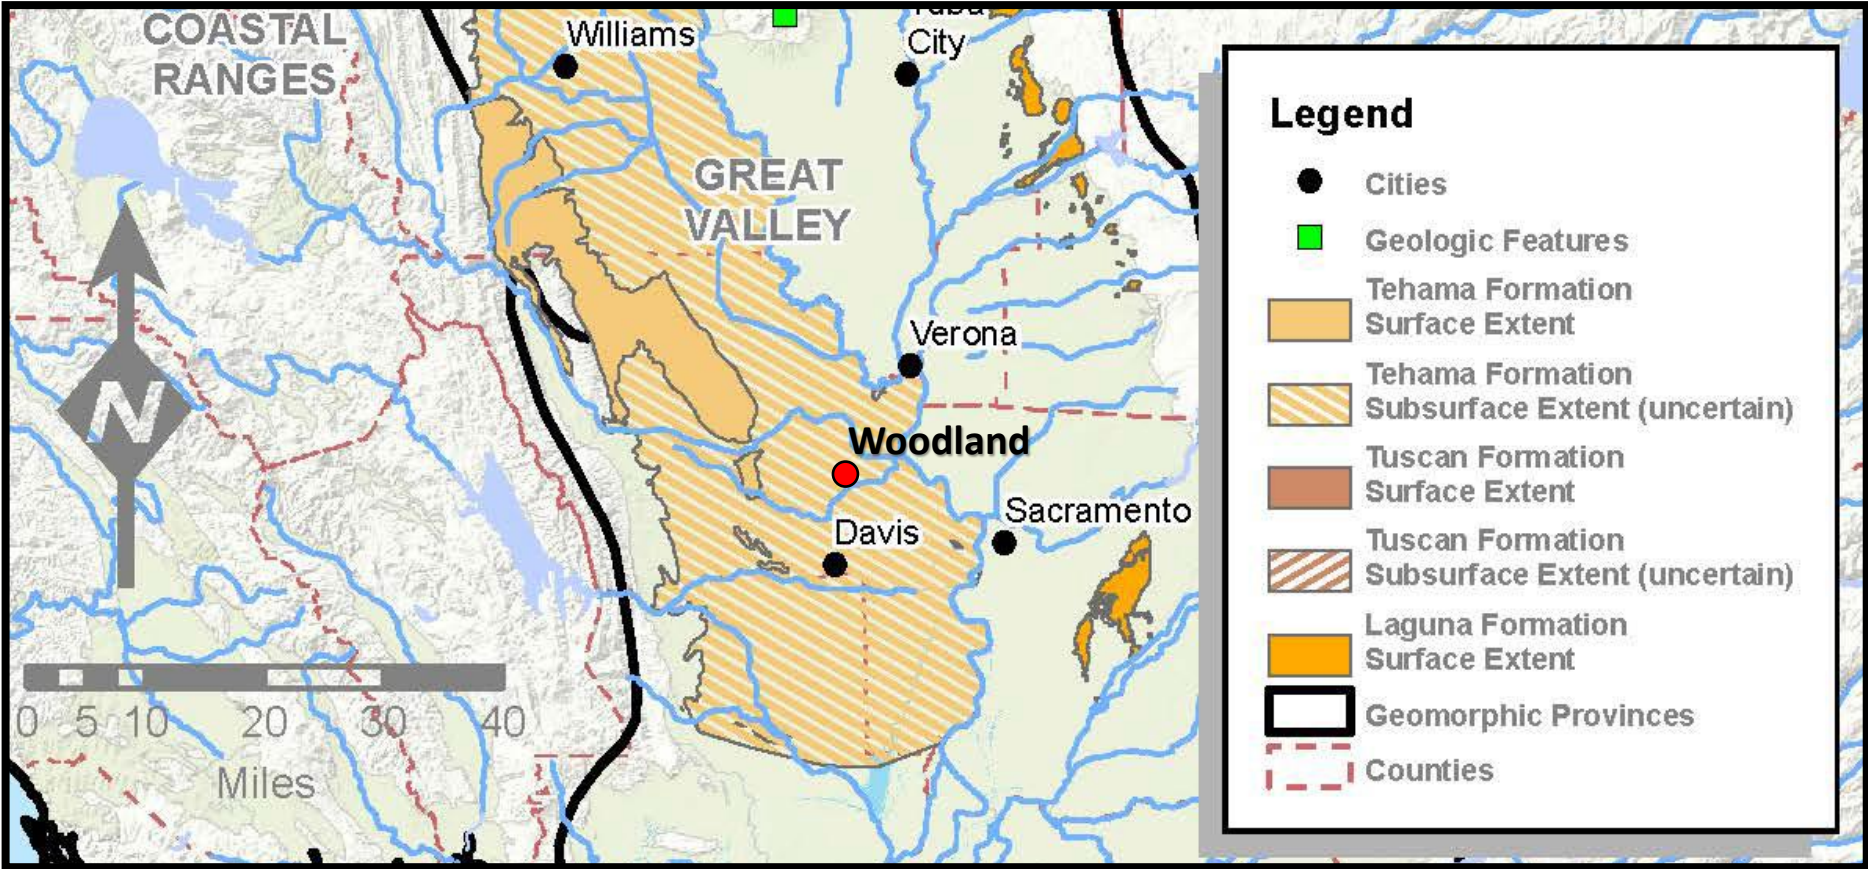 COASTAL
RANGES
Williams
City
GREAT
VALLEY
Verona
Woodland
Sacramento
Davis
N
0 5 10 20 30 40
Miles
Legend
Cities
Geologic Features
Tehama Formation
Surface Extent
Tehama Formation
Subsurface Extent (uncertain)
Tuscan Formation
Surface Extent
Tuscan Formation
Subsurface Extent (uncertain)
Laguna Formation
Surface Extent
Geomorphic Provinces
Counties